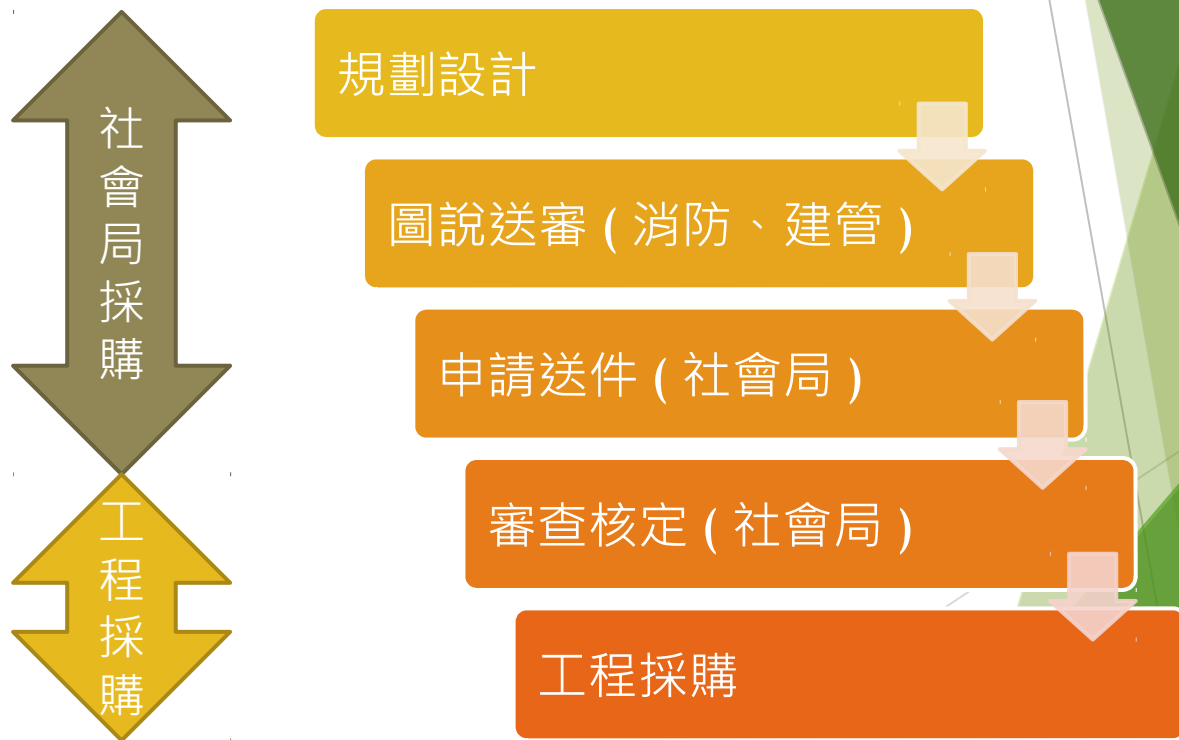 社會局採購
工程採購
規劃設計
圖說送審 ( 消防、建管 )
申請送件 ( 社會局 )
審查核定 ( 社會局 )
工程採購